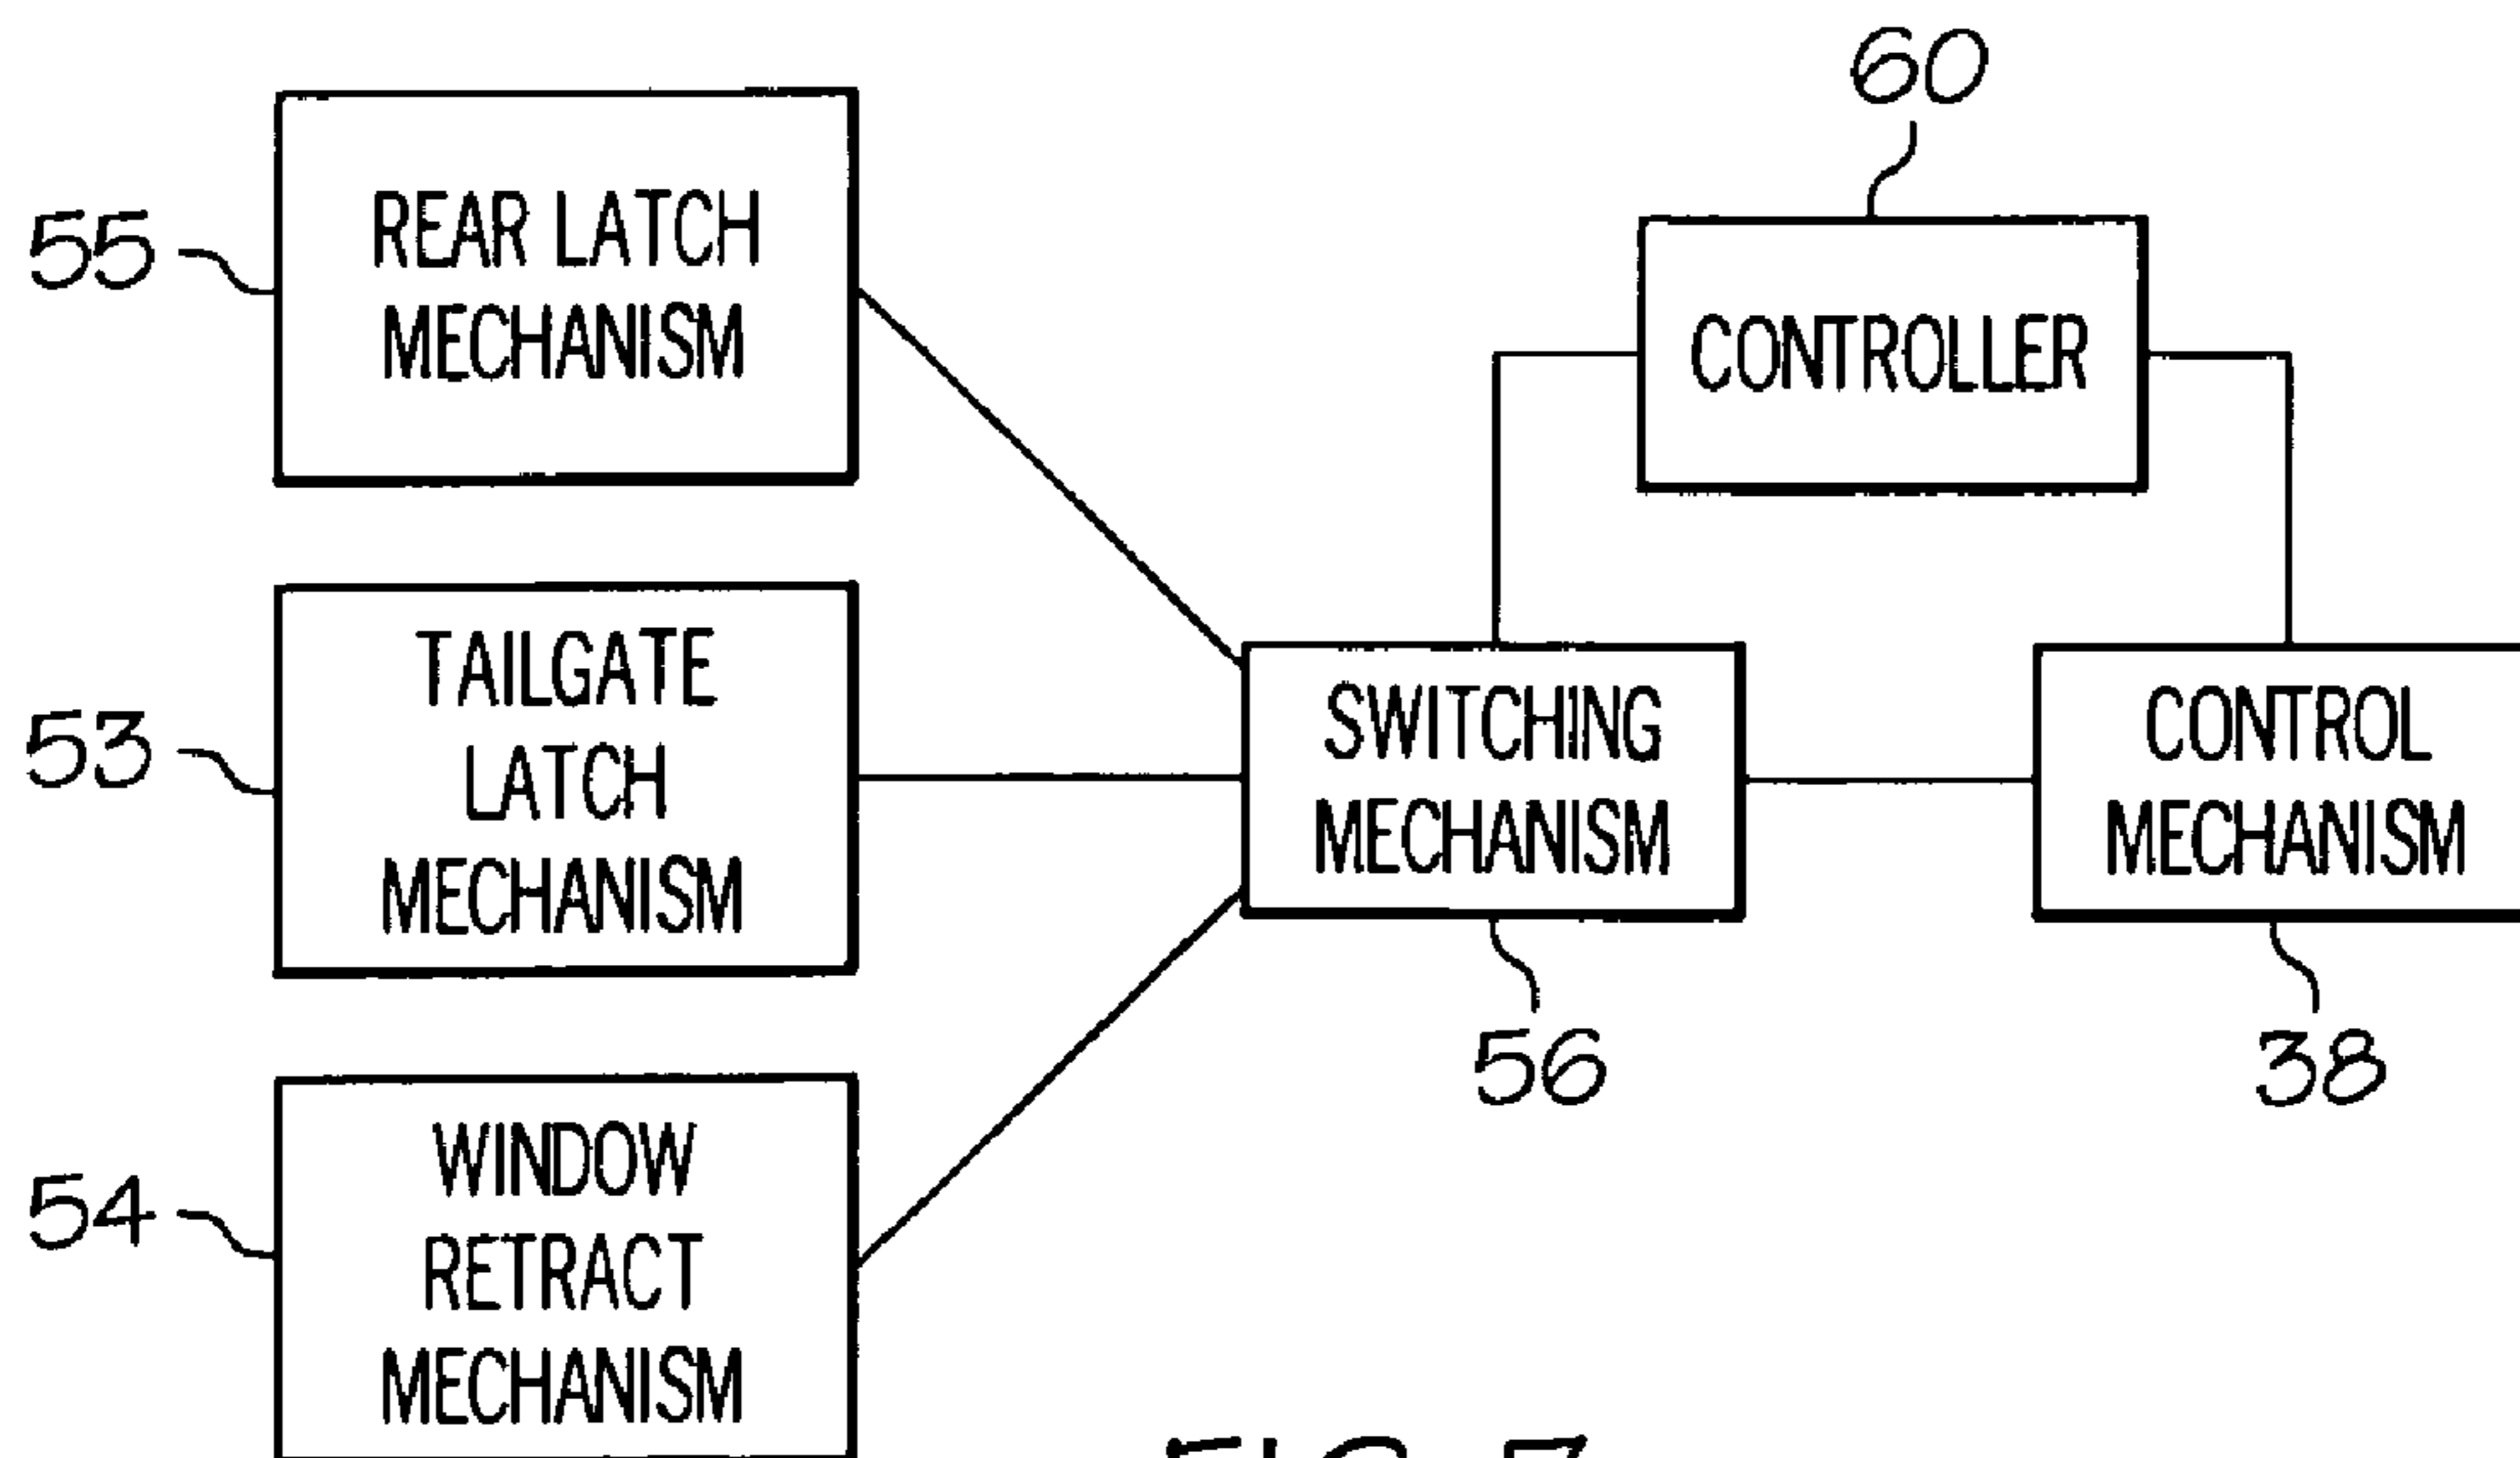 60
55
REAR LATCH
MECHANISM
CONTROLLER
53
TAILGATE
LATCH
MECHANISM
SWITCHING
MECHANISM
CONTROL
MECHANISM
56
38
54
WINDOW
RETRACT
MECHANISM